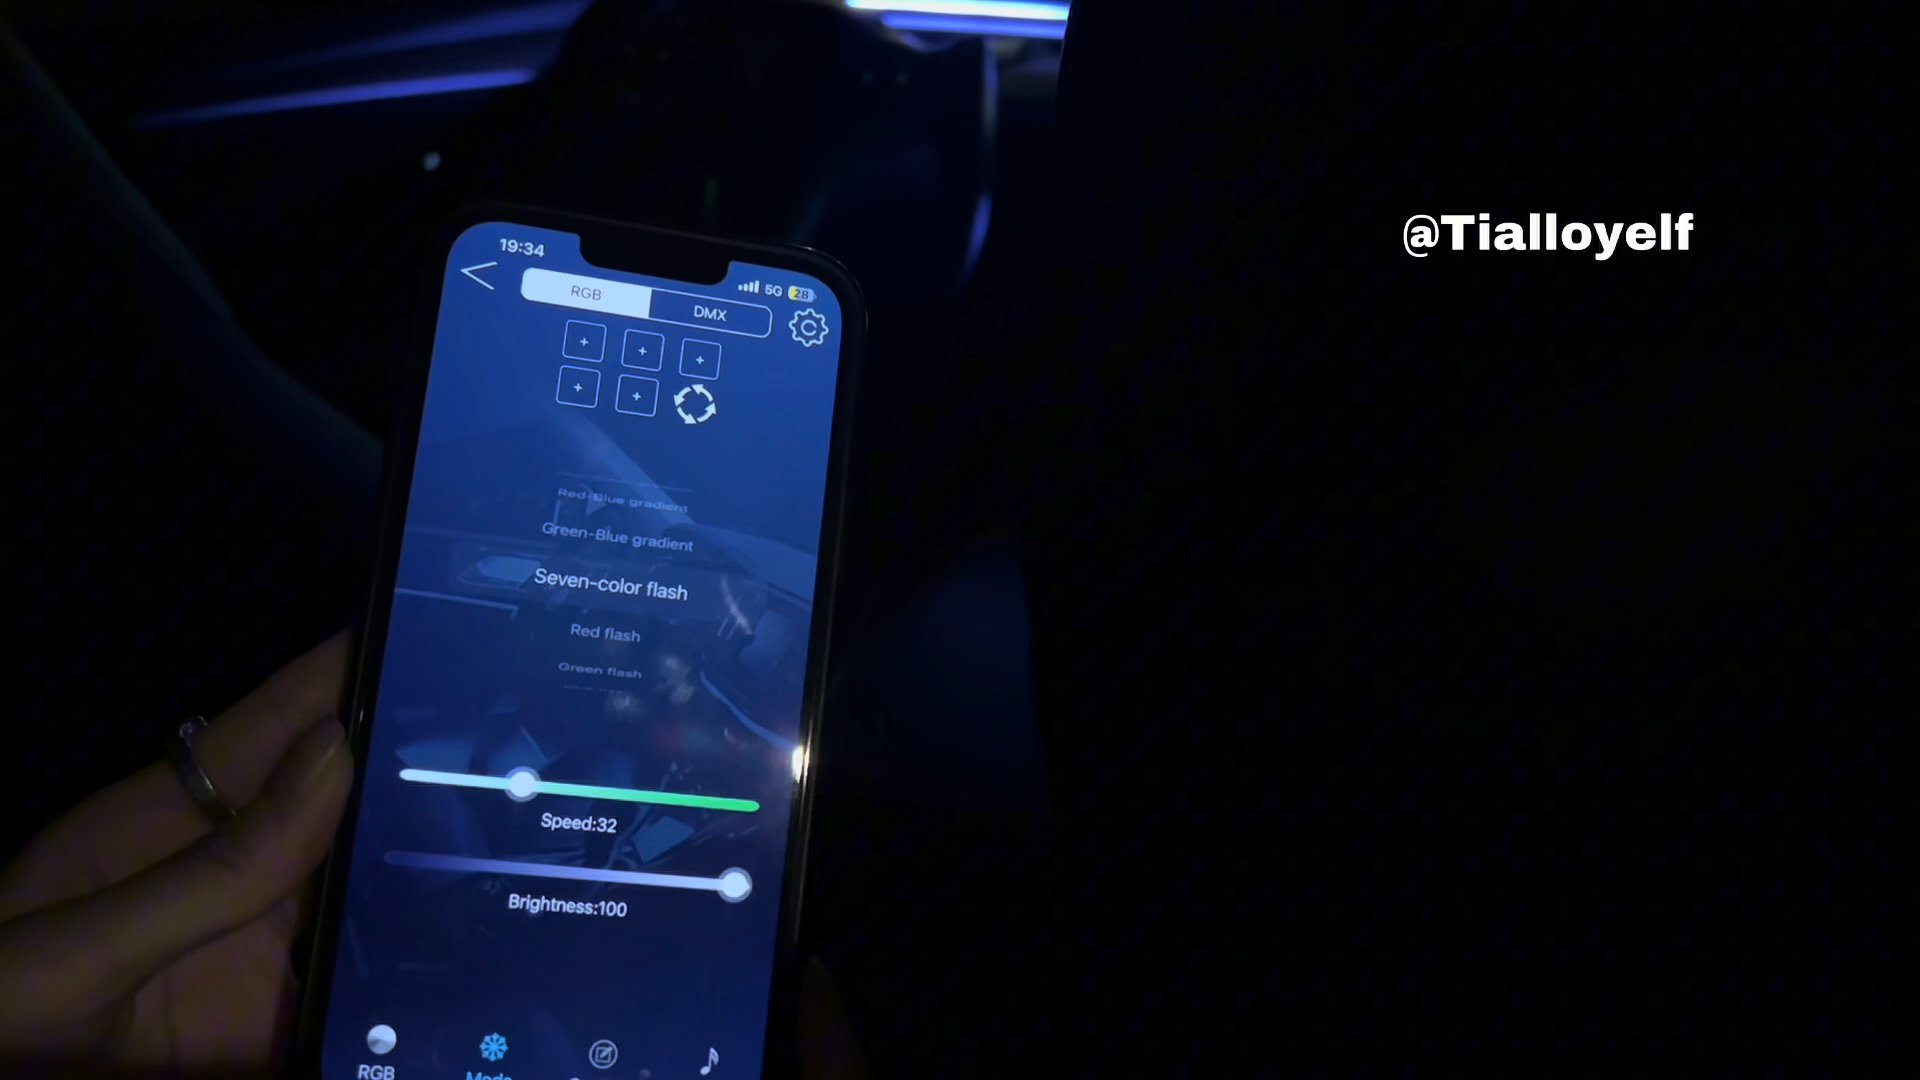 @Tialloyelf
19:34
5G 28
RGB
DMX
Red-Blue gradient
Green-Blue gradient
Seven-color flash
Red flash
Green flash
Speed:32
Brightness:100
RGB
Mode